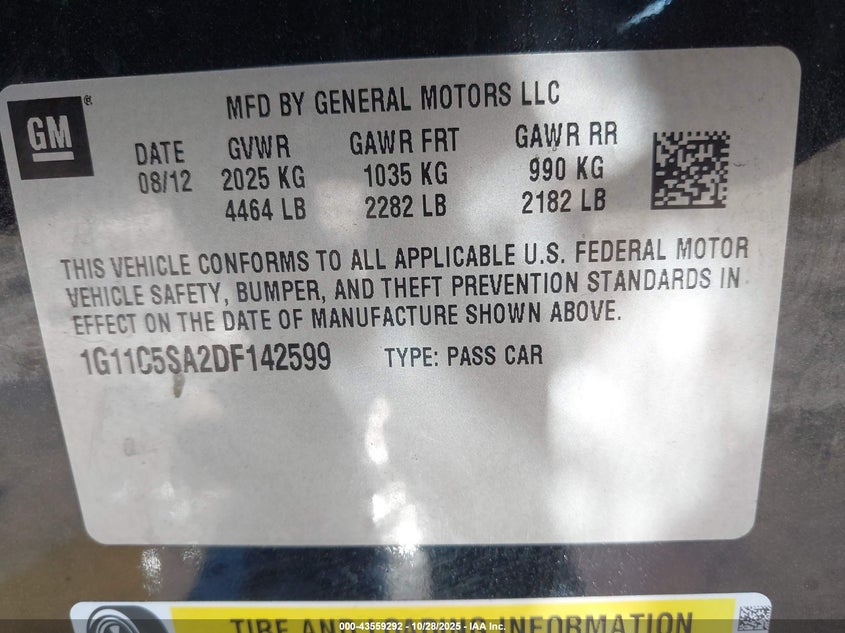 GM
®
MFD BY GENERAL MOTORS LLC
DATE GVWR GAWR FRT GAWR RR
08/12 2025 KG 1035 KG 990 KG
4464 LB 2282 LB 2182 LB
THIS VEHICLE CONFORMS TO ALL APPLICABLE U.S. FEDERAL MOTOR
VEHICLE SAFETY, BUMPER, AND THEFT PREVENTION STANDARDS IN
EFFECT ON THE DATE OF MANUFACTURE SHOWN ABOVE.
1G11C5SA2DF142599 TYPE: PASS CAR
TIRE AND INFORMATION
000-43559292 - 10/28/2025 - IAA Inc.